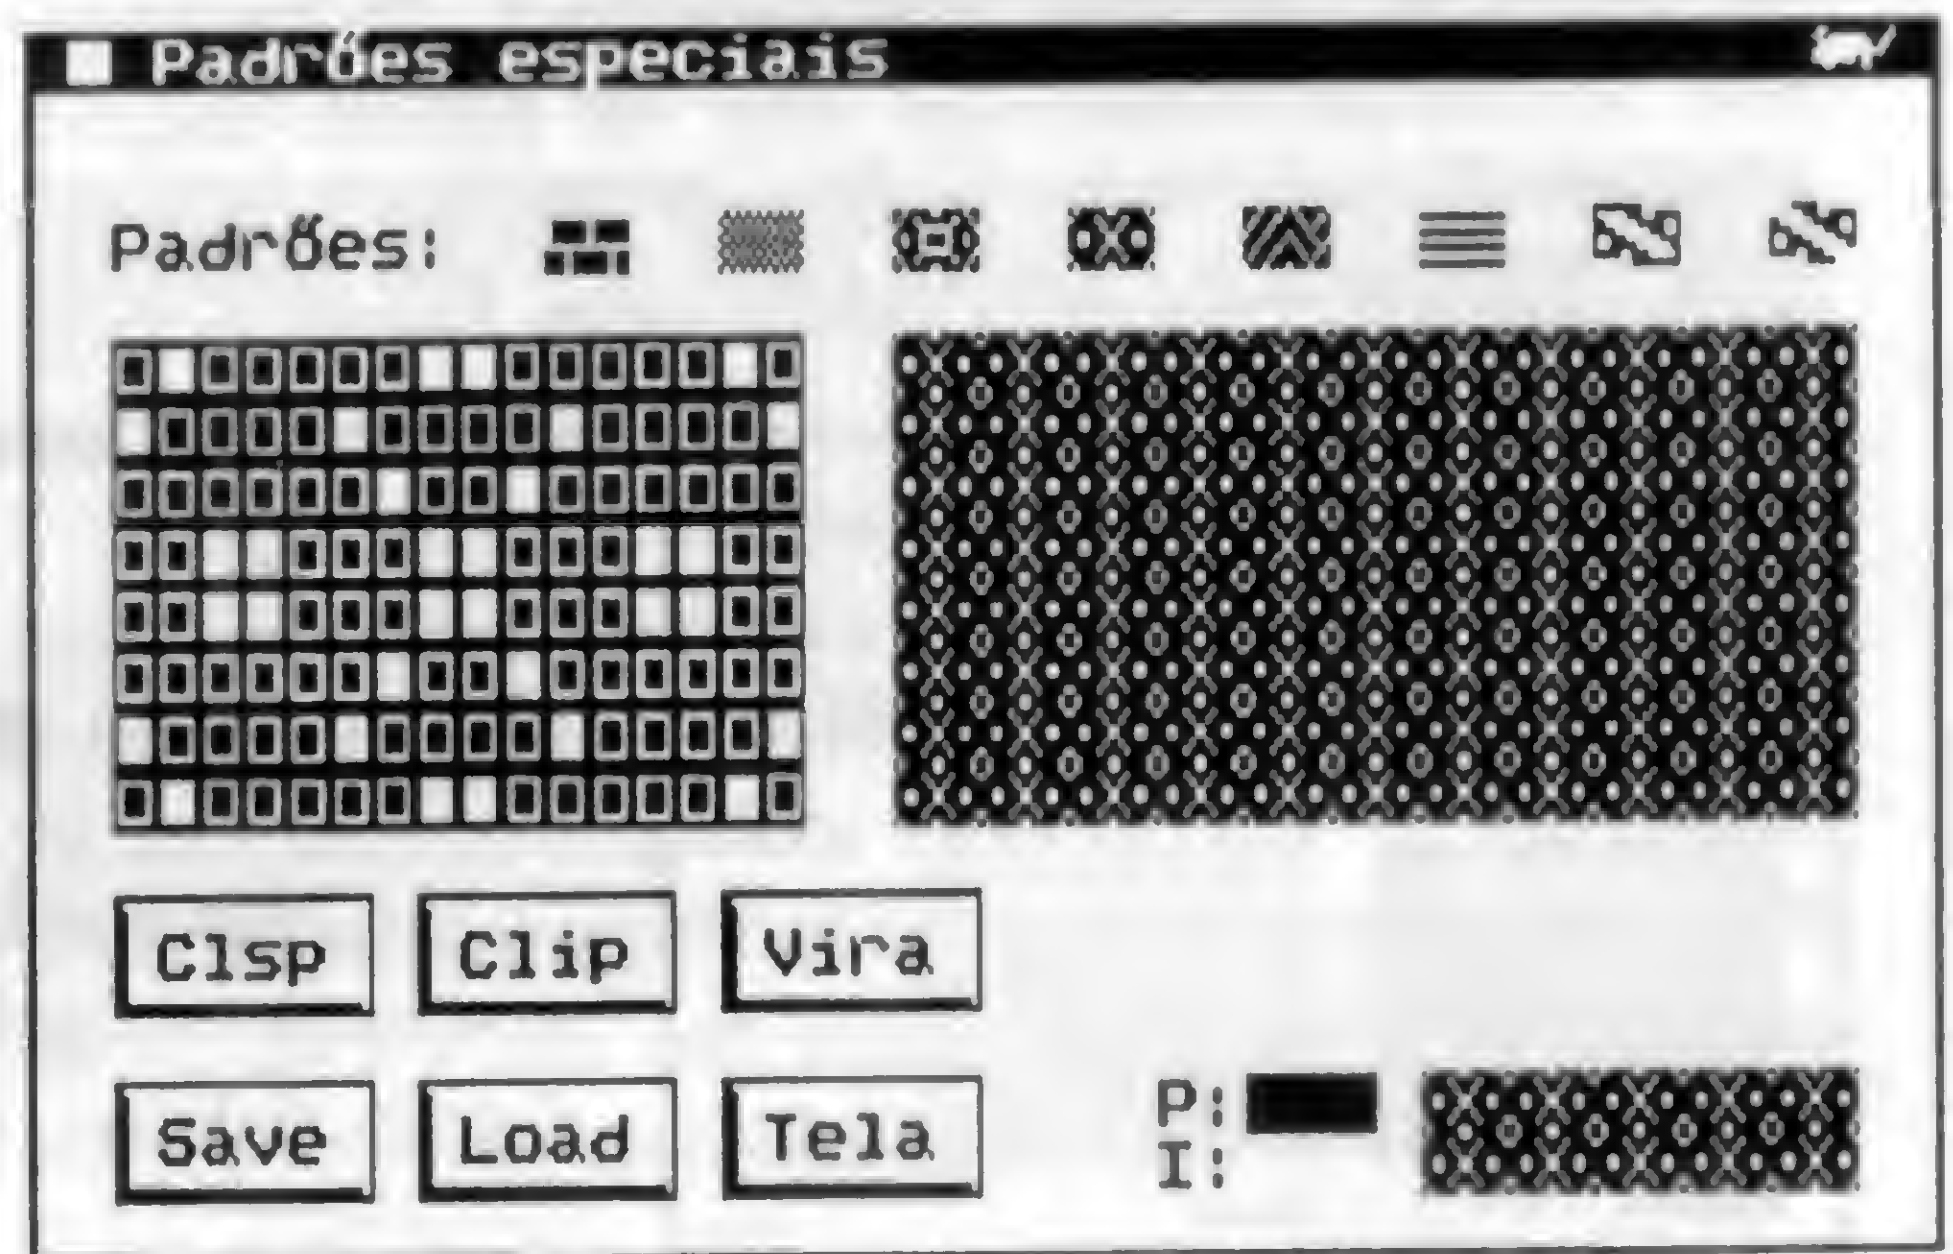 Padrões especiais
Padrões:
Clsp Clip Vira
Save Load Tela
P:
I: